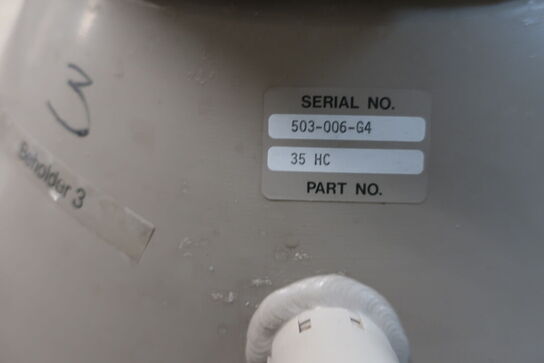 3
Beholder 3
SERIAL NO.
503-006-G4
35 HC
PART NO.